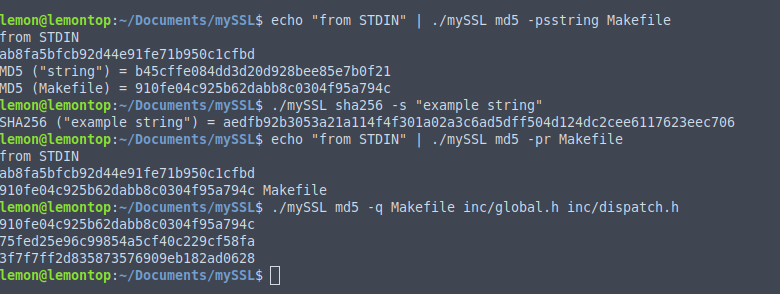 lemon@lemontop:~/Documents/mySSL$ echo "from STDIN" | ./mySSL md5 -psstring Makefile
from STDIN
ab8fa5bfcb92d44e91fe71b950c1cfbd
MD5 ("string") = b45cffe084dd3d20d928bee85e7b0f21
MD5 (Makefile) = 910fe04c925b62dabb8c0304f95a794c
lemon@lemontop:~/Documents/mySSL$ ./mySSL sha256 -s "example string"
SHA256 ("example string") = aedfb92b3053a21a114f4f301a02a3c6ad5dff504d124dc2cee6117623eec706
lemon@lemontop:~/Documents/mySSL$ echo "from STDIN" | ./mySSL md5 -pr Makefile
from STDIN
ab8fa5bfcb92d44e91fe71b950c1cfbd
910fe04c925b62dabb8c0304f95a794c Makefile
lemon@lemontop:~/Documents/mySSL$ ./mySSL md5 -q Makefile inc/global.h inc/dispatch.h
910fe04c925b62dabb8c0304f95a794c
75fed25e96c99854a5cf40c229cf58fa
3f7f7ff2d835873576909eb182ad0628
lemon@lemontop:~/Documents/mySSL$